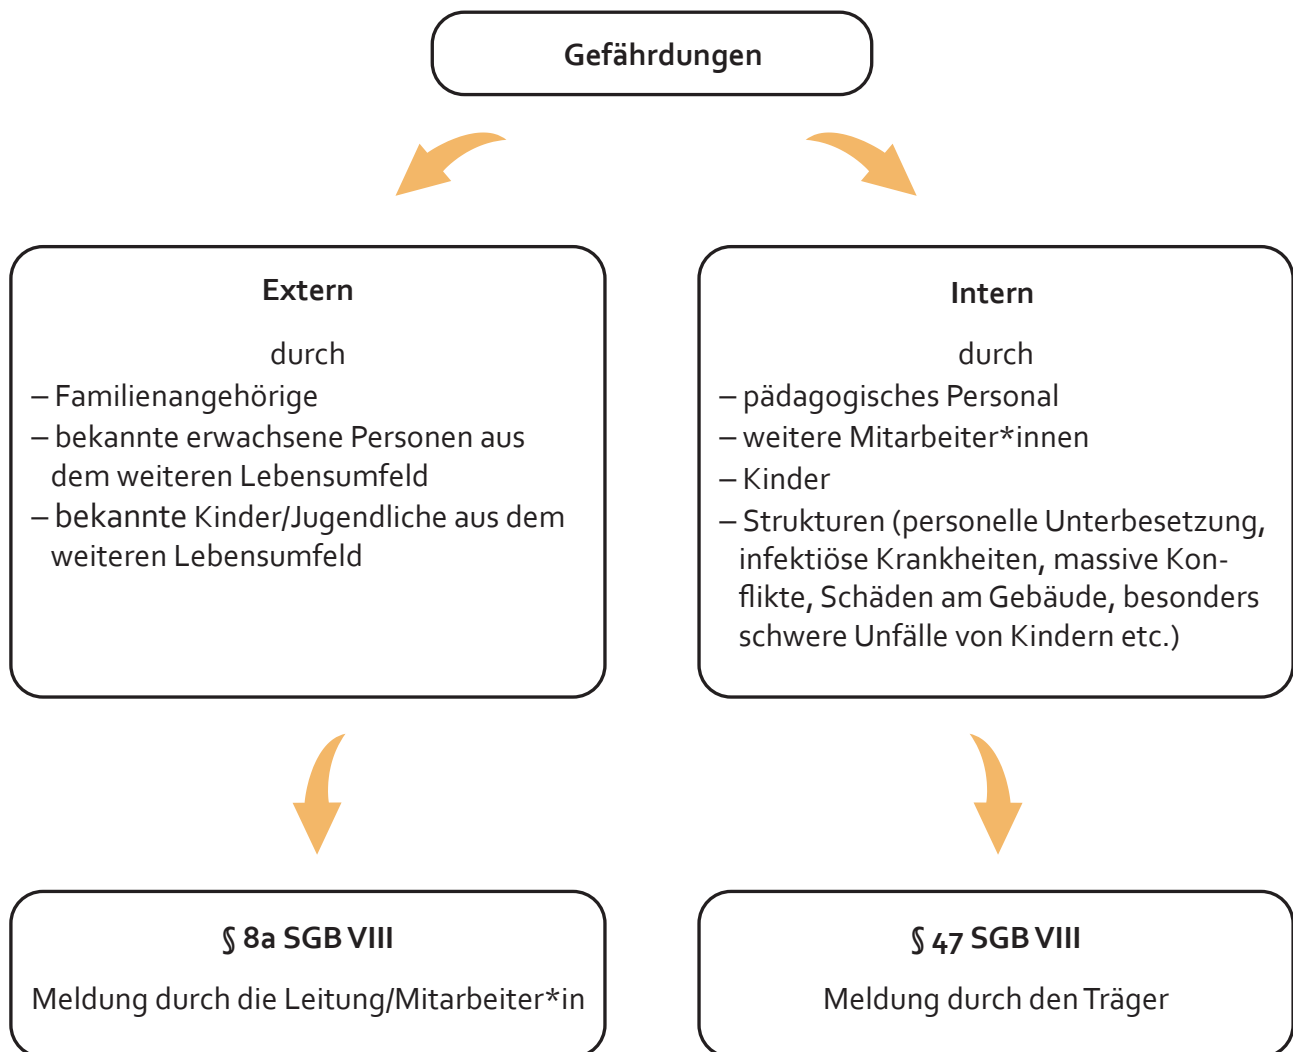 Gefährdungen
Extern
durch
– Familienangehörige
– bekannte erwachsene Personen aus
dem weiteren Lebensumfeld
– bekannte Kinder/Jugendliche aus dem
weiteren Lebensumfeld
Intern
durch
– pädagogisches Personal
– weitere Mitarbeiter*innen
– Kinder
– Strukturen (personelle Unterbesetzung,
infektiöse Krankheiten, massive Kon-
flikte, Schäden am Gebäude, besonders
schwere Unfälle von Kindern etc.)
§ 8a SGB VIII
Meldung durch die Leitung/Mitarbeiter*in
§ 47 SGB VIII
Meldung durch den Träger